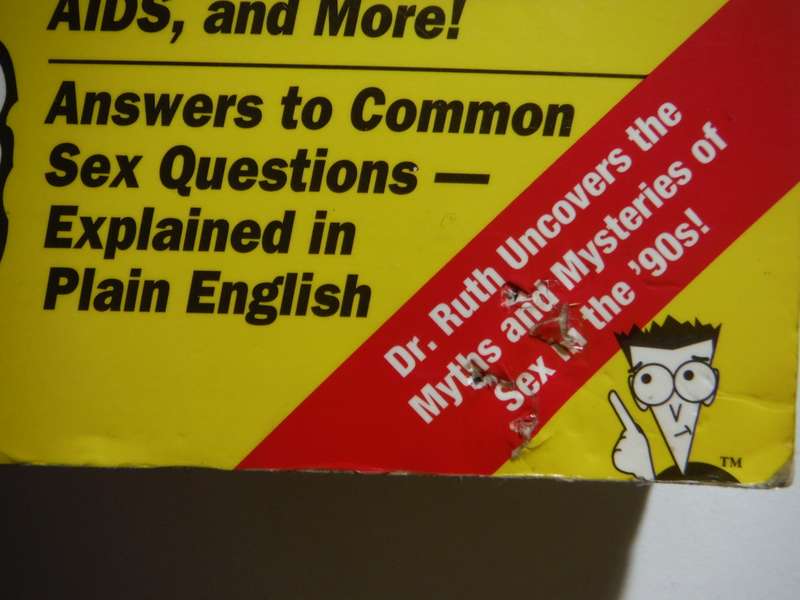 AIDS, and More!
Answers to Common
Sex Questions —
Explained in
Plain English
Dr. Ruth Uncovers the
Myths and Mysteries of
Sex in the '90s!
TM